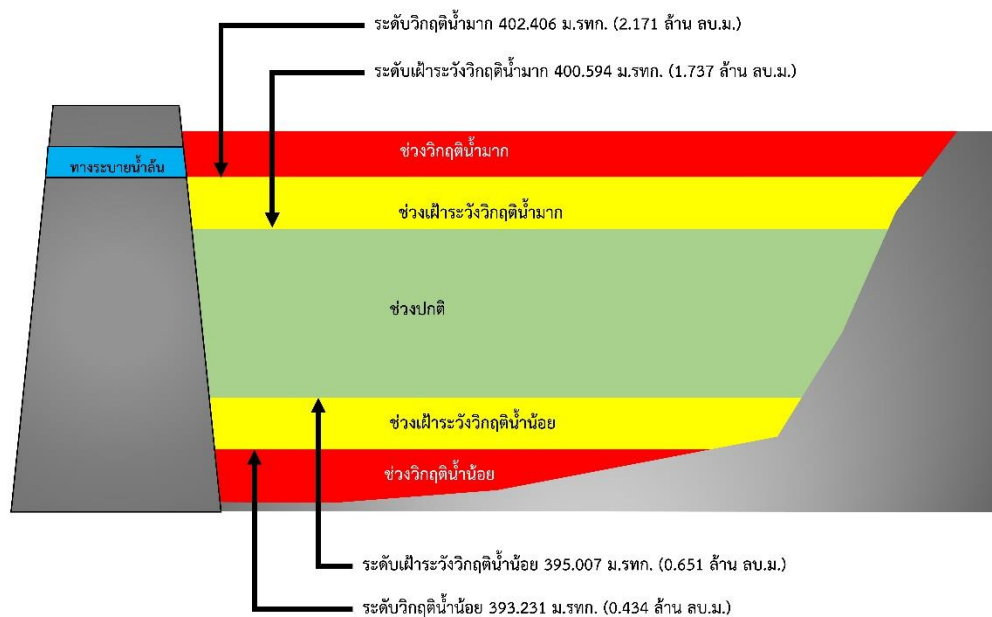 ระดับวิกฤติน้ำมาก 402.406 ม.รทก. (2.171 ล้าน ลบ.ม.)
ระดับเฝ้าระวังวิกฤติน้ำมาก 400.594 ม.รทก. (1.737 ล้าน ลบ.ม.)
ช่วงวิกฤติน้ำมาก
ทางระบายน้ำล้น
ช่วงเฝ้าระวังวิกฤติน้ำมาก
ช่วงปกติ
ช่วงเฝ้าระวังวิกฤติน้ำน้อย
ช่วงวิกฤติน้ำน้อย
ระดับเฝ้าระวังวิกฤติน้ำน้อย 395.007 ม.รทก. (0.651 ล้าน ลบ.ม.)
ระดับวิกฤติน้ำน้อย 393.231 ม.รทก. (0.434 ล้าน ลบ.ม.)